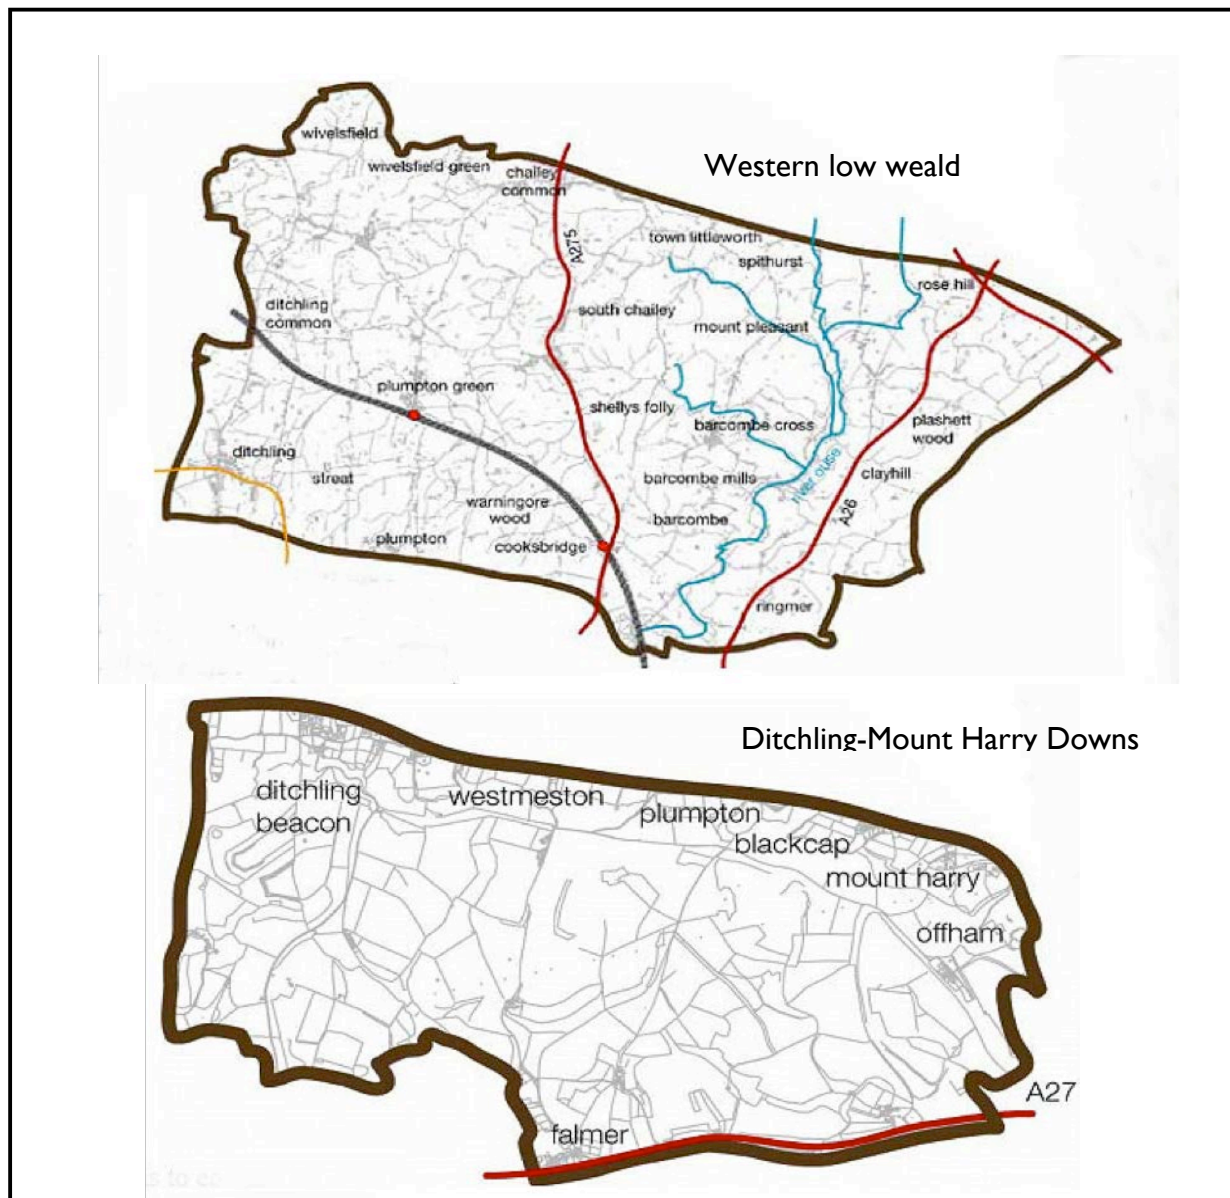 wivelsfield
Western low weald
wivelsfield green
chailey
common
A275
town littleworth
spithurst
rose hill
ditchling
common
south chailey
mount pleasant
plumpton green
shellys folly
barcombe cross
plashett
wood
ditchling
streat
barcombe mills
river ouse
clayhill
warningore
wood
A26
barcombe
plumpton
cooksbridge
ringmer
Ditchling-Mount Harry Downs
ditchling
beacon
westmeston
plumpton
blackcap
mount harry
offham
A27
falmer